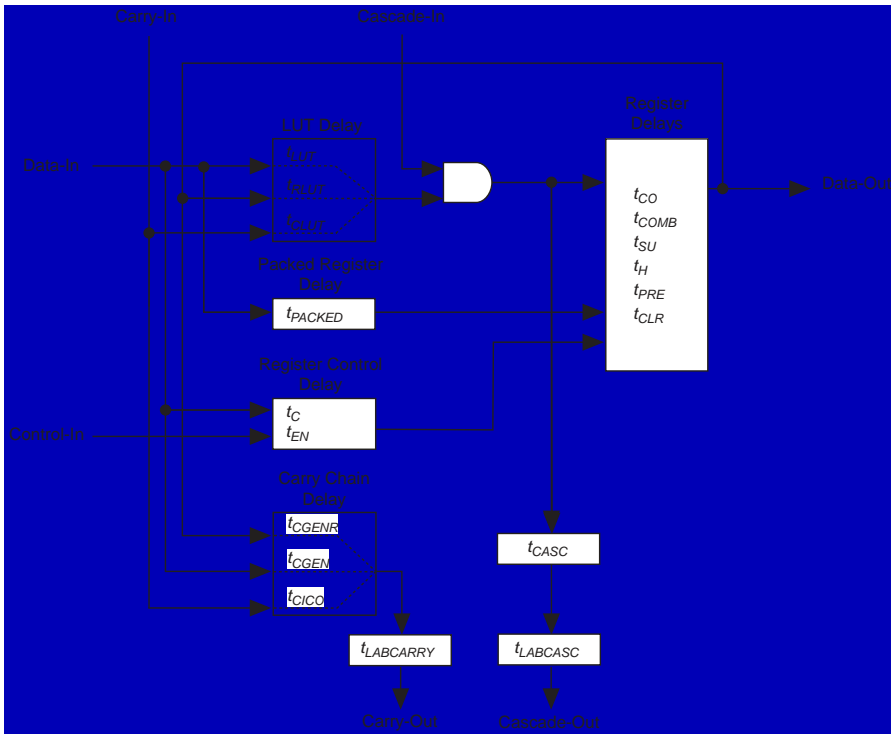 Carry-In
Cascade-In
LUT Delay
Register
Delays
Data-In
t_LUT
t_RLUT
t_CLUT
Data-Out
t_CO
t_COMB
t_SU
t_H
t_PRE
t_CLR
Packed Register
Delay
t_PACKED
Register Control
Delay
t_C
t_EN
Control-In
Carry Chain
Delay
t_CGENR
t_CGEN
t_CICO
t_CASC
t_LABCARRY
t_LABCASC
Carry-Out
Cascade-Out